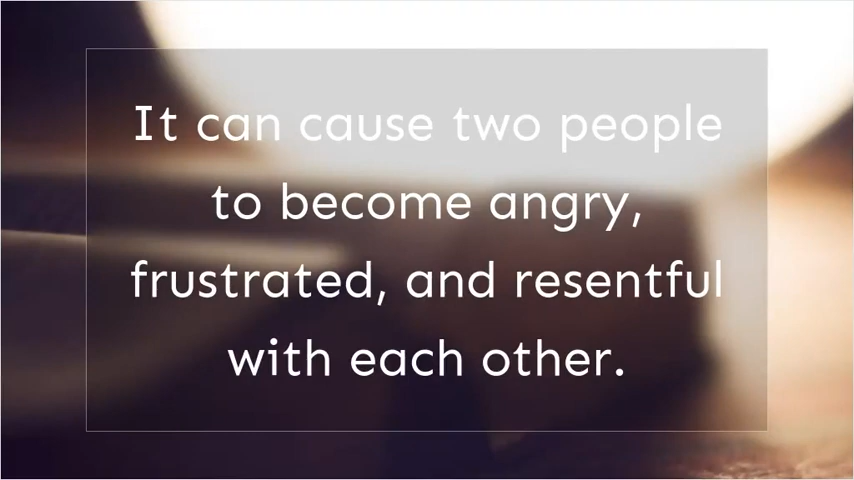 It can cause two people
to become angry,
frustrated, and resentful
with each other.